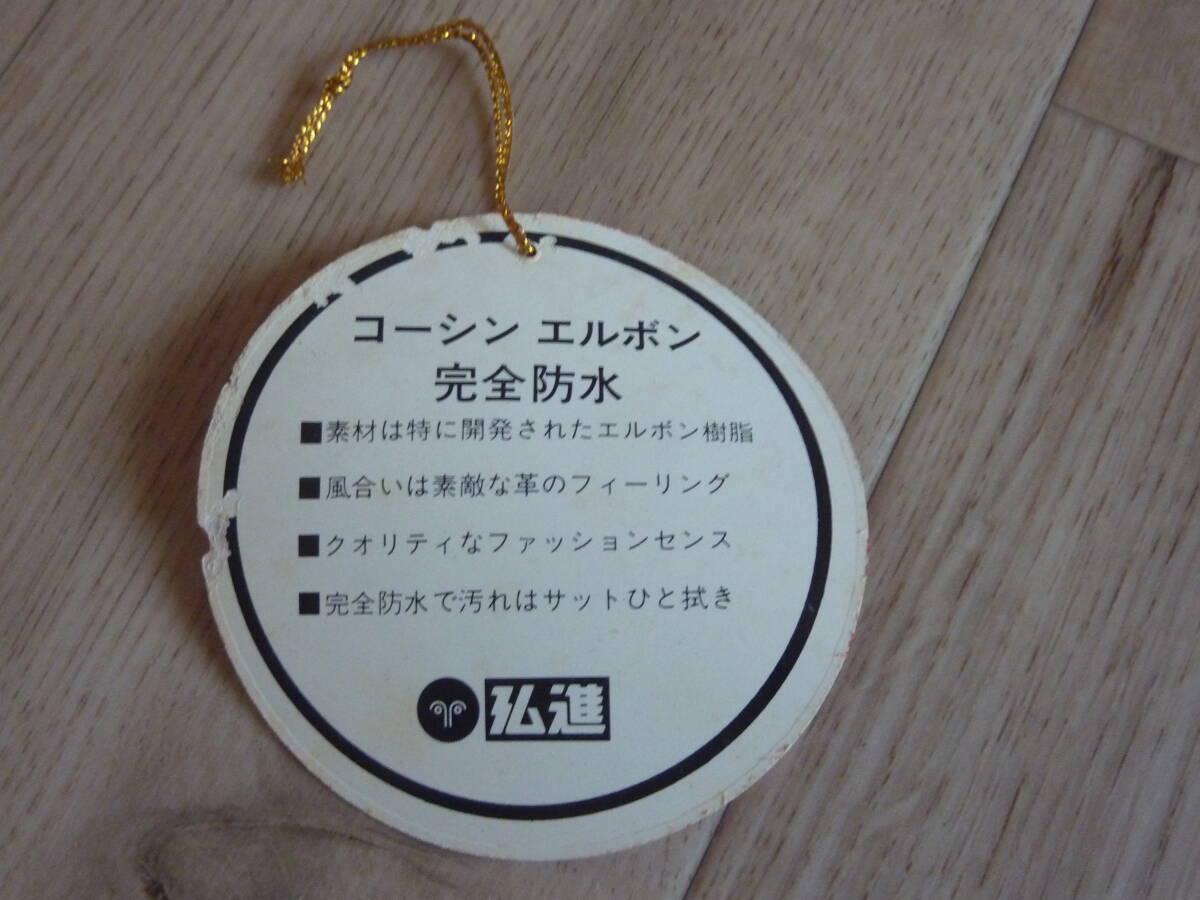 コーシン エルボン
完全防水
■素材は特に開発されたエルボン樹脂
■風合いは素敵な革のフィーリング
■クオリティなファッションセンス
■完全防水で汚れはサットひと拭き
弘進